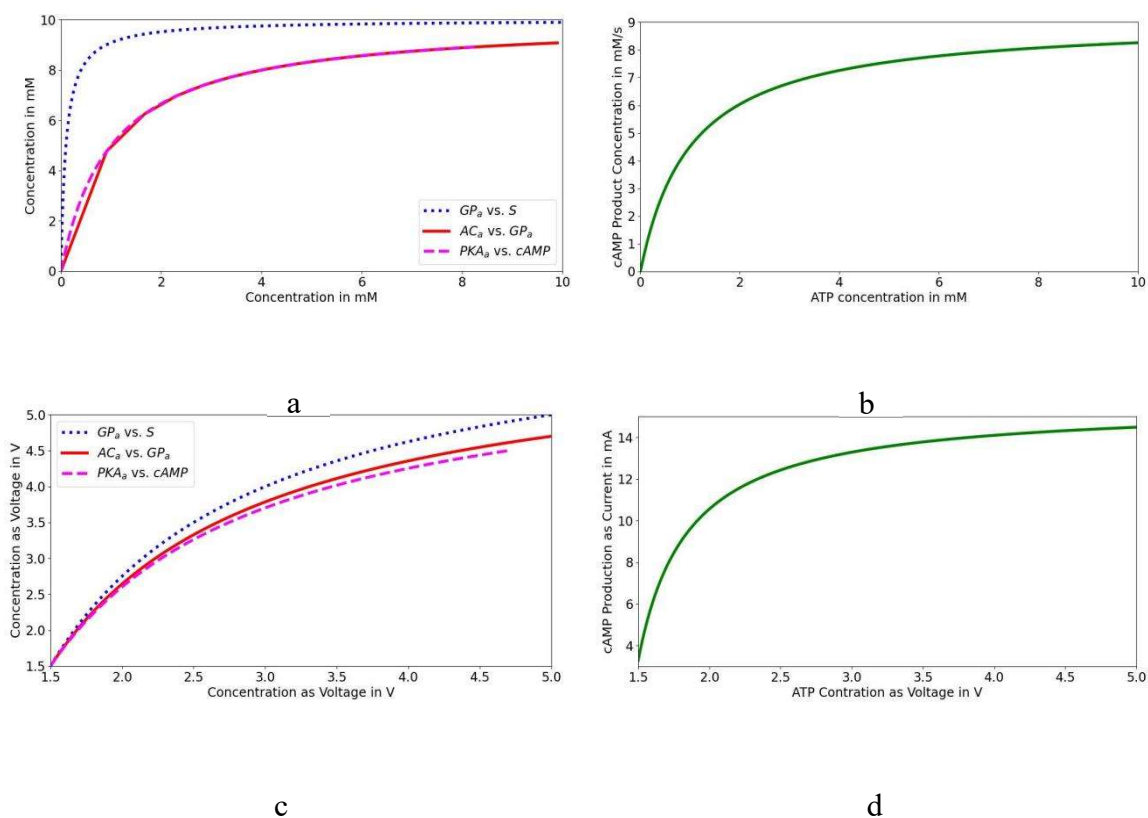 10
8
6
4
2
0
Concentration in mM
GPₐ vs. S
ACₐ vs. GPₐ
PKAₐ vs. cAMP
0 2 4 6 8 10
Concentration in mM
a
9
8
7
6
5
4
3
2
1
0
cAMP Product Concentration in mM/s
0 2 4 6 8 10
ATP concentration in mM
b
5.0
4.5
4.0
3.5
3.0
2.5
2.0
1.5
Concentration as Voltage in V
GPₐ vs. S
ACₐ vs. GPₐ
PKAₐ vs. cAMP
1.5 2.0 2.5 3.0 3.5 4.0 4.5 5.0
Concentration as Voltage in V
c
14
12
10
8
6
4
cAMP Production as Current in mA
1.5 2.0 2.5 3.0 3.5 4.0 4.5 5.0
ATP Contration as Voltage in V
d